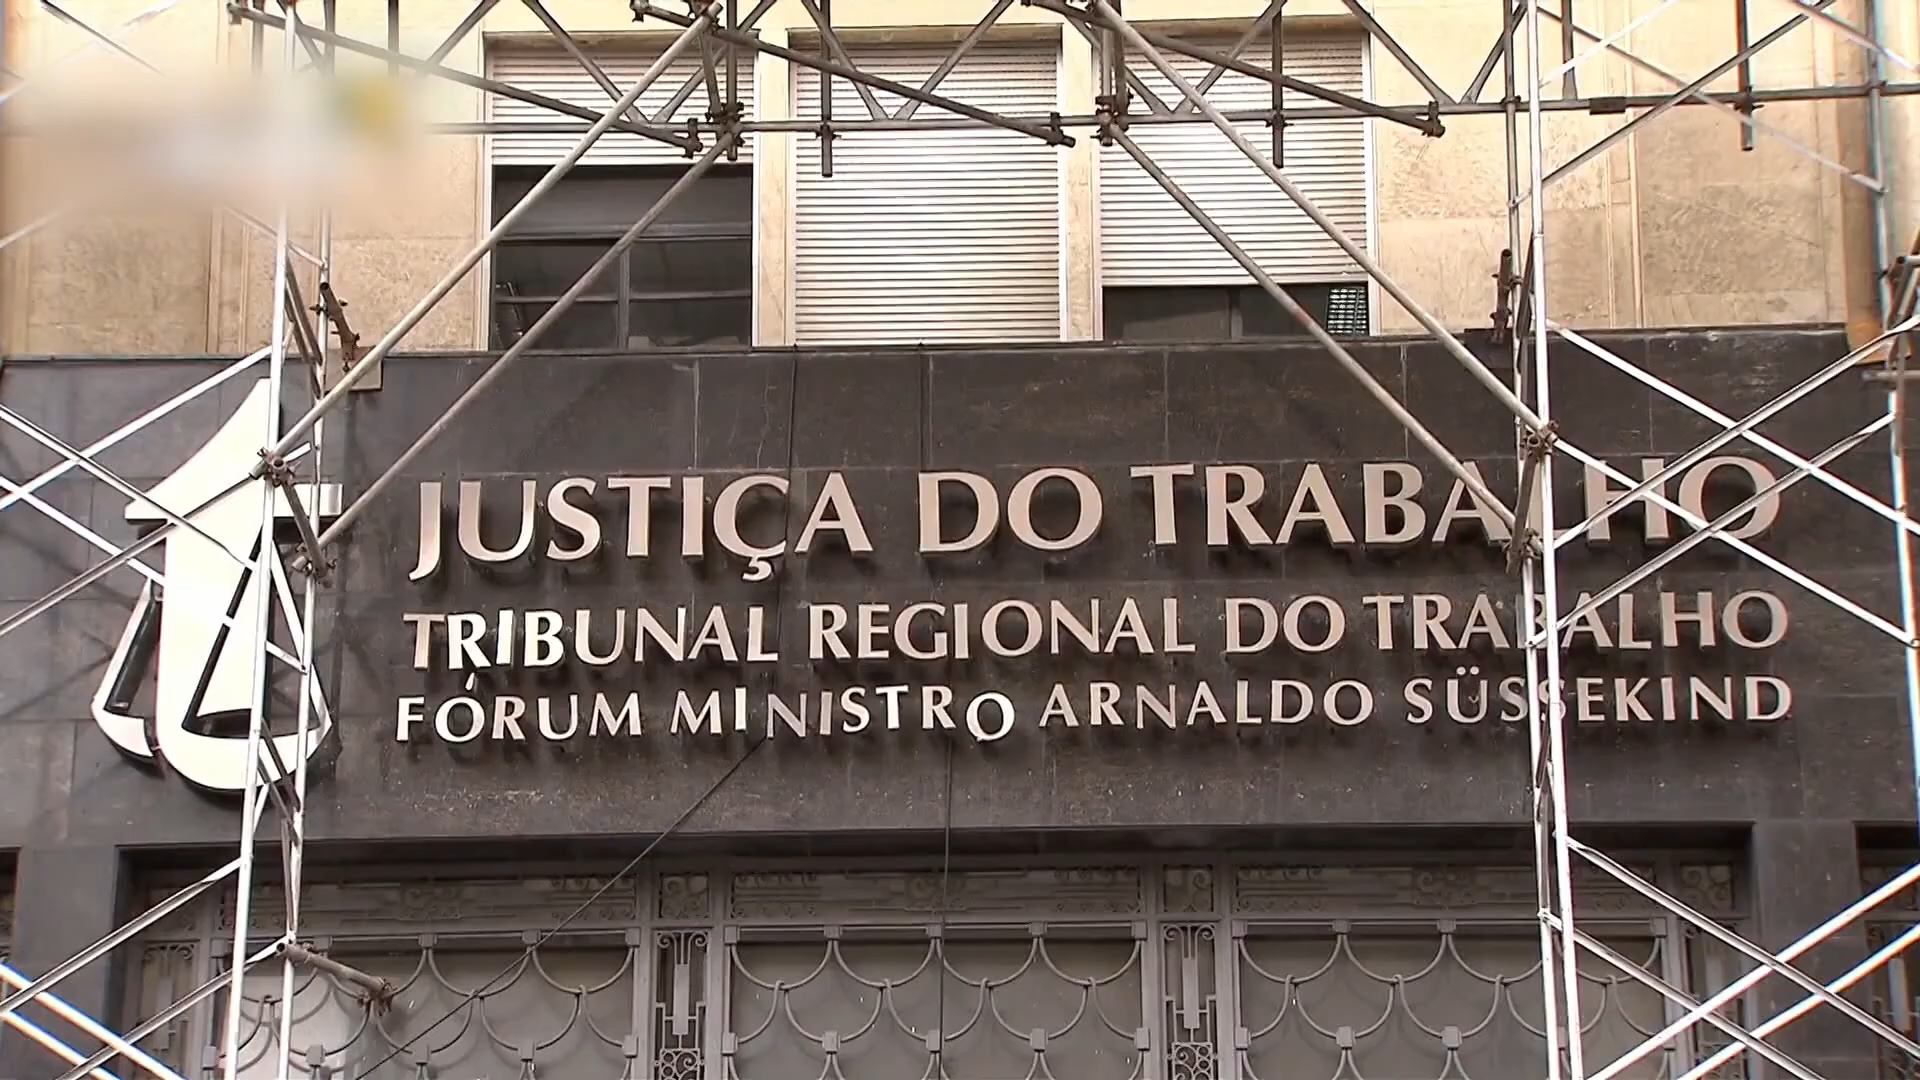 JUSTIÇA DO TRABALHO
TRIBUNAL REGIONAL DO TRABALHO
FÓRUM MINISTRO ARNALDO SÜSSEKIND